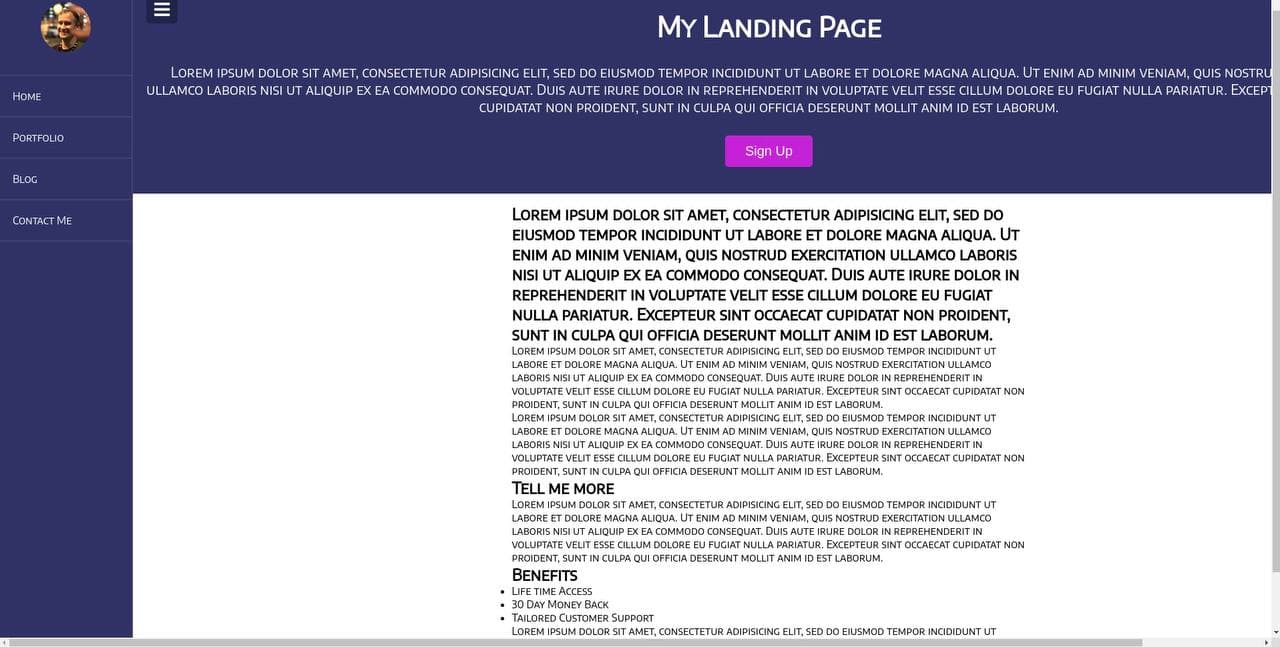 Home
Portfolio
Blog
Contact Me
My Landing Page
Lorem ipsum dolor sit amet, consectetur adipisicing elit, sed do eiusmod tempor incididunt ut labore et dolore magna aliqua. Ut enim ad minim veniam, quis
ullamco laboris nisi ut aliquip ex ea commodo consequat. Duis aute irure dolor in reprehenderit in voluptate velit esse cillum dolore eu fugiat nulla pariatur.
cupidatat non proident, sunt in culpa qui officia deserunt mollit anim id est laborum.
Sign Up
Lorem ipsum dolor sit amet, consectetur adipisicing elit, sed do
eiusmod tempor incididunt ut labore et dolore magna aliqua. Ut
enim ad minim veniam, quis nostrud exercitation ullamco laboris
nisi ut aliquip ex ea commodo consequat. Duis aute irure dolor in
reprehenderit in voluptate velit esse cillum dolore eu fugiat
nulla pariatur. Excepteur sint occaecat cupidatat non proident,
sunt in culpa qui officia deserunt mollit anim id est laborum.
Lorem ipsum dolor sit amet, consectetur adipisicing elit, sed do eiusmod tempor incididunt ut
labore et dolore magna aliqua. Ut enim ad minim veniam, quis nostrud exercitation ullamco
laboris nisi ut aliquip ex ea commodo consequat. Duis aute irure dolor in reprehenderit in
voluptate velit esse cillum dolore eu fugiat nulla pariatur. Excepteur sint occaecat cupidatat non
proident, sunt in culpa qui officia deserunt mollit anim id est laborum.
Lorem ipsum dolor sit amet, consectetur adipisicing elit, sed do eiusmod tempor incididunt ut
labore et dolore magna aliqua. Ut enim ad minim veniam, quis nostrud exercitation ullamco
laboris nisi ut aliquip ex ea commodo consequat. Duis aute irure dolor in reprehenderit in
voluptate velit esse cillum dolore eu fugiat nulla pariatur. Excepteur sint occaecat cupidatat non
proident, sunt in culpa qui officia deserunt mollit anim id est laborum.
Tell me more
Lorem ipsum dolor sit amet, consectetur adipisicing elit, sed do eiusmod tempor incididunt ut
labore et dolore magna aliqua. Ut enim ad minim veniam, quis nostrud exercitation ullamco
laboris nisi ut aliquip ex ea commodo consequat. Duis aute irure dolor in reprehenderit in
voluptate velit esse cillum dolore eu fugiat nulla pariatur. Excepteur sint occaecat cupidatat non
proident, sunt in culpa qui officia deserunt mollit anim id est laborum.
Benefits
Life time Access
30 Day Money Back
Tailored Customer Support
Lorem ipsum dolor sit amet, consectetur adipisicing elit, sed do eiusmod tempor incididunt ut